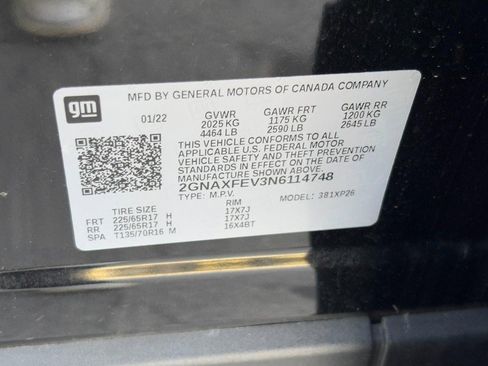 gm
MFD BY GENERAL MOTORS OF CANADA COMPANY
01/22 GVWR GAWR FRT GAWR RR
2025 KG 1175 KG 1200 KG
4464 LB 2590 LB 2645 LB
THIS VEHICLE CONFORMS TO ALL
APPLICABLE U.S. FEDERAL MOTOR
VEHICLE SAFETY, BUMPER, AND THEFT
PREVENTION STANDARDS IN EFFECT ON
THE DATE OF MANUFACTURE SHOWN ABOVE.
2GNAXFEV3N6114748
TYPE: M.P.V. MODEL: 381XP26
TIRE SIZE RIM
FRT 225/65R17 H 17X7J
RR 225/65R17 H 17X7J
SPA T135/70R16 M 16X4BT